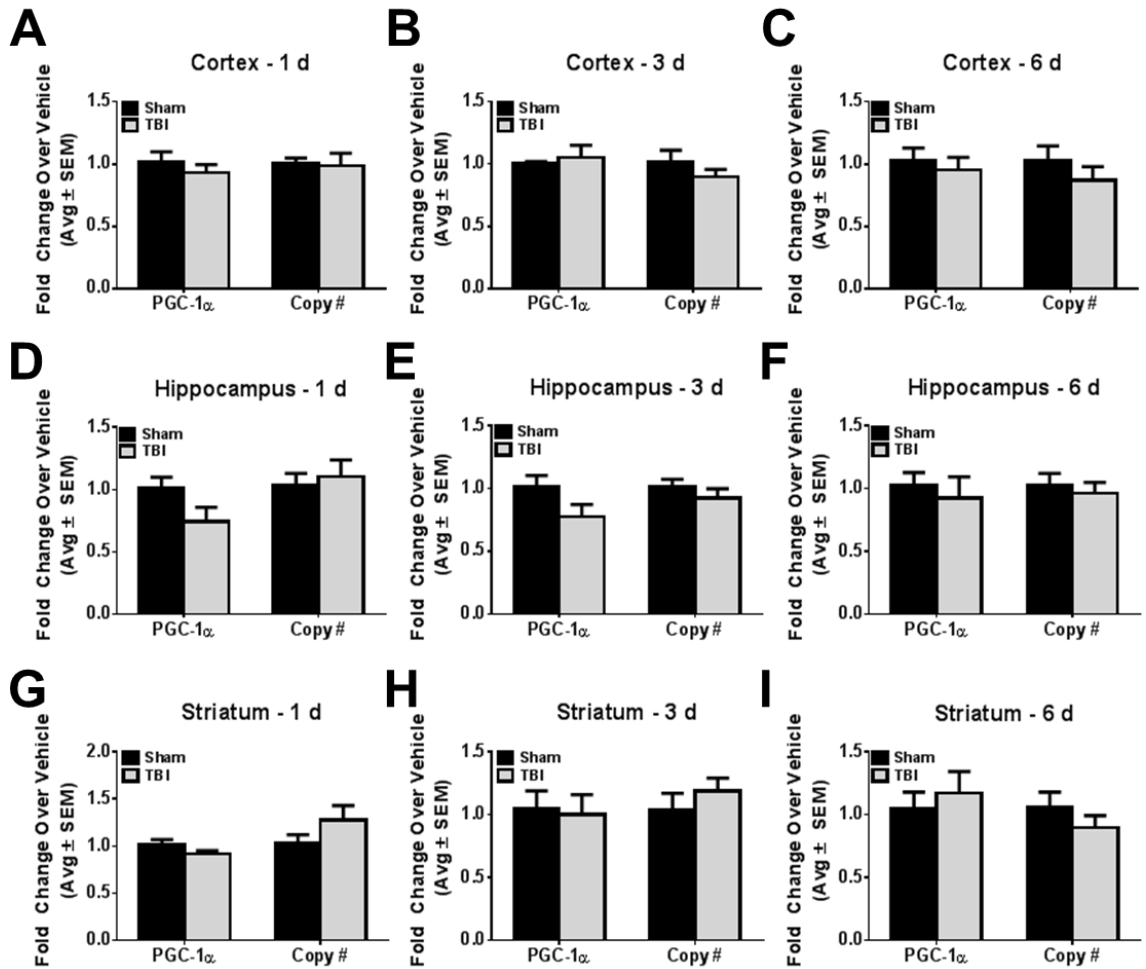 A
Cortex - 1 d
Fold Change Over Vehicle
(Avg ± SEM)
1.5
1.0
0.5
0.0
Sham
TBI
PGC-1α
Copy #
B
Cortex - 3 d
Fold Change Over Vehicle
(Avg ± SEM)
1.5
1.0
0.5
0.0
Sham
TBI
PGC-1α
Copy #
C
Cortex - 6 d
Fold Change Over Vehicle
(Avg ± SEM)
1.5
1.0
0.5
0.0
Sham
TBI
PGC-1α
Copy #
D
Hippocampus - 1 d
Fold Change Over Vehicle
(Avg ± SEM)
1.5
1.0
0.5
0.0
Sham
TBI
PGC-1α
Copy #
E
Hippocampus - 3 d
Fold Change Over Vehicle
(Avg ± SEM)
1.5
1.0
0.5
0.0
Sham
TBI
PGC-1α
Copy #
F
Hippocampus - 6 d
Fold Change Over Vehicle
(Avg ± SEM)
1.5
1.0
0.5
0.0
Sham
TBI
PGC-1α
Copy #
G
Striatum - 1 d
Fold Change Over Vehicle
(Avg ± SEM)
2.0
1.5
1.0
0.5
0.0
Sham
TBI
PGC-1α
Copy #
H
Striatum - 3 d
Fold Change Over Vehicle
(Avg ± SEM)
1.5
1.0
0.5
0.0
Sham
TBI
PGC-1α
Copy #
I
Striatum - 6 d
Fold Change Over Vehicle
(Avg ± SEM)
1.5
1.0
0.5
0.0
Sham
TBI
PGC-1α
Copy #